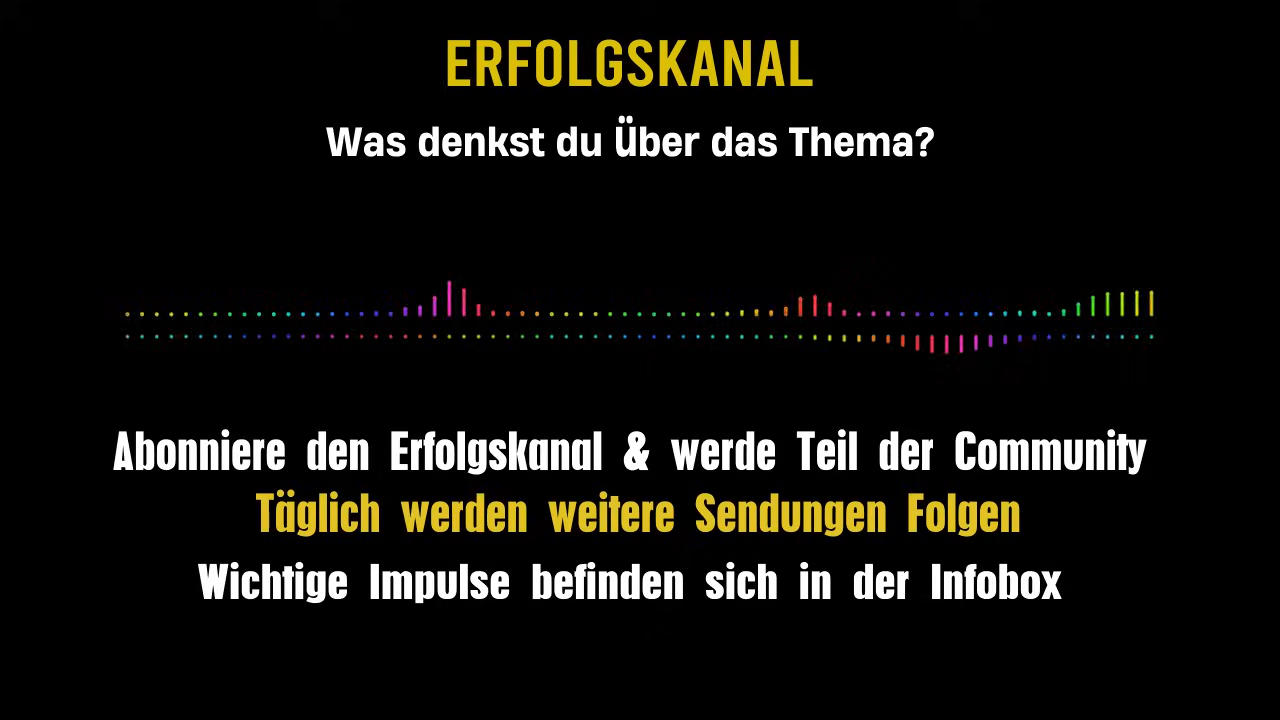 ERFOLGSKANAL
Was denkst du Über das Thema?
Abonniere den Erfolgskanal & werde Teil der Community
Täglich werden weitere Sendungen Folgen
Wichtige Impulse befinden sich in der Infobox